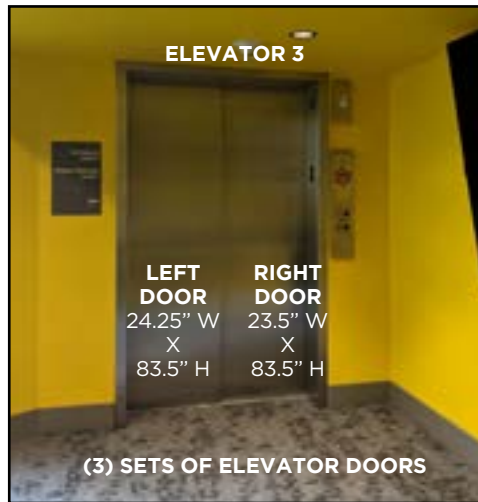 ELEVATOR 3
LEFT DOOR
24.25” W
X
83.5” H
RIGHT DOOR
23.5” W
X
83.5” H
(3) SETS OF ELEVATOR DOORS